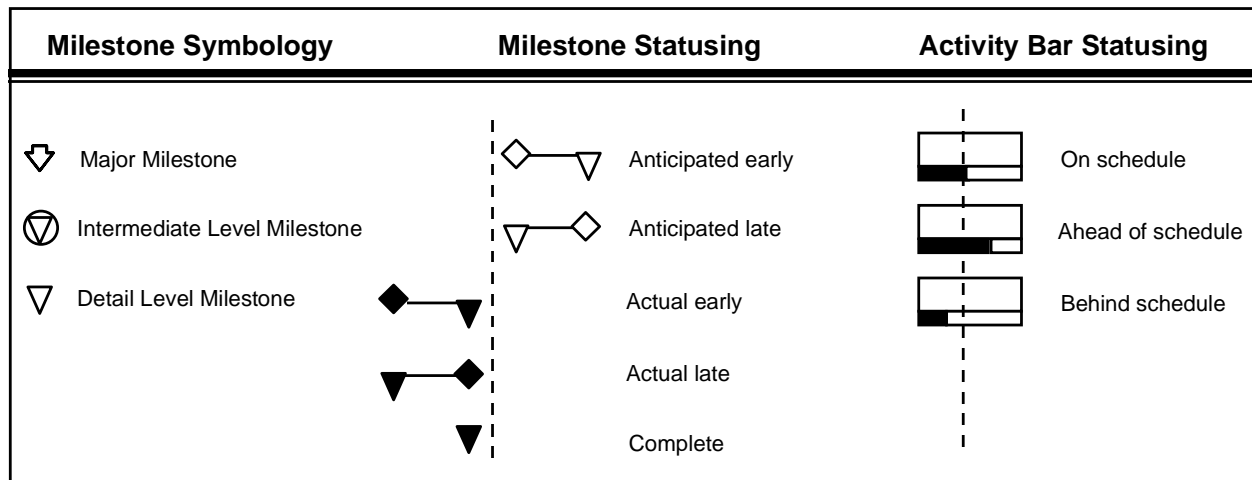 Milestone Symbology Milestone Statusing Activity Bar Statusing
Major Milestone Anticipated early On schedule
Intermediate Level Milestone Anticipated late Ahead of schedule
Detail Level Milestone Actual early Behind schedule
Actual late
Complete